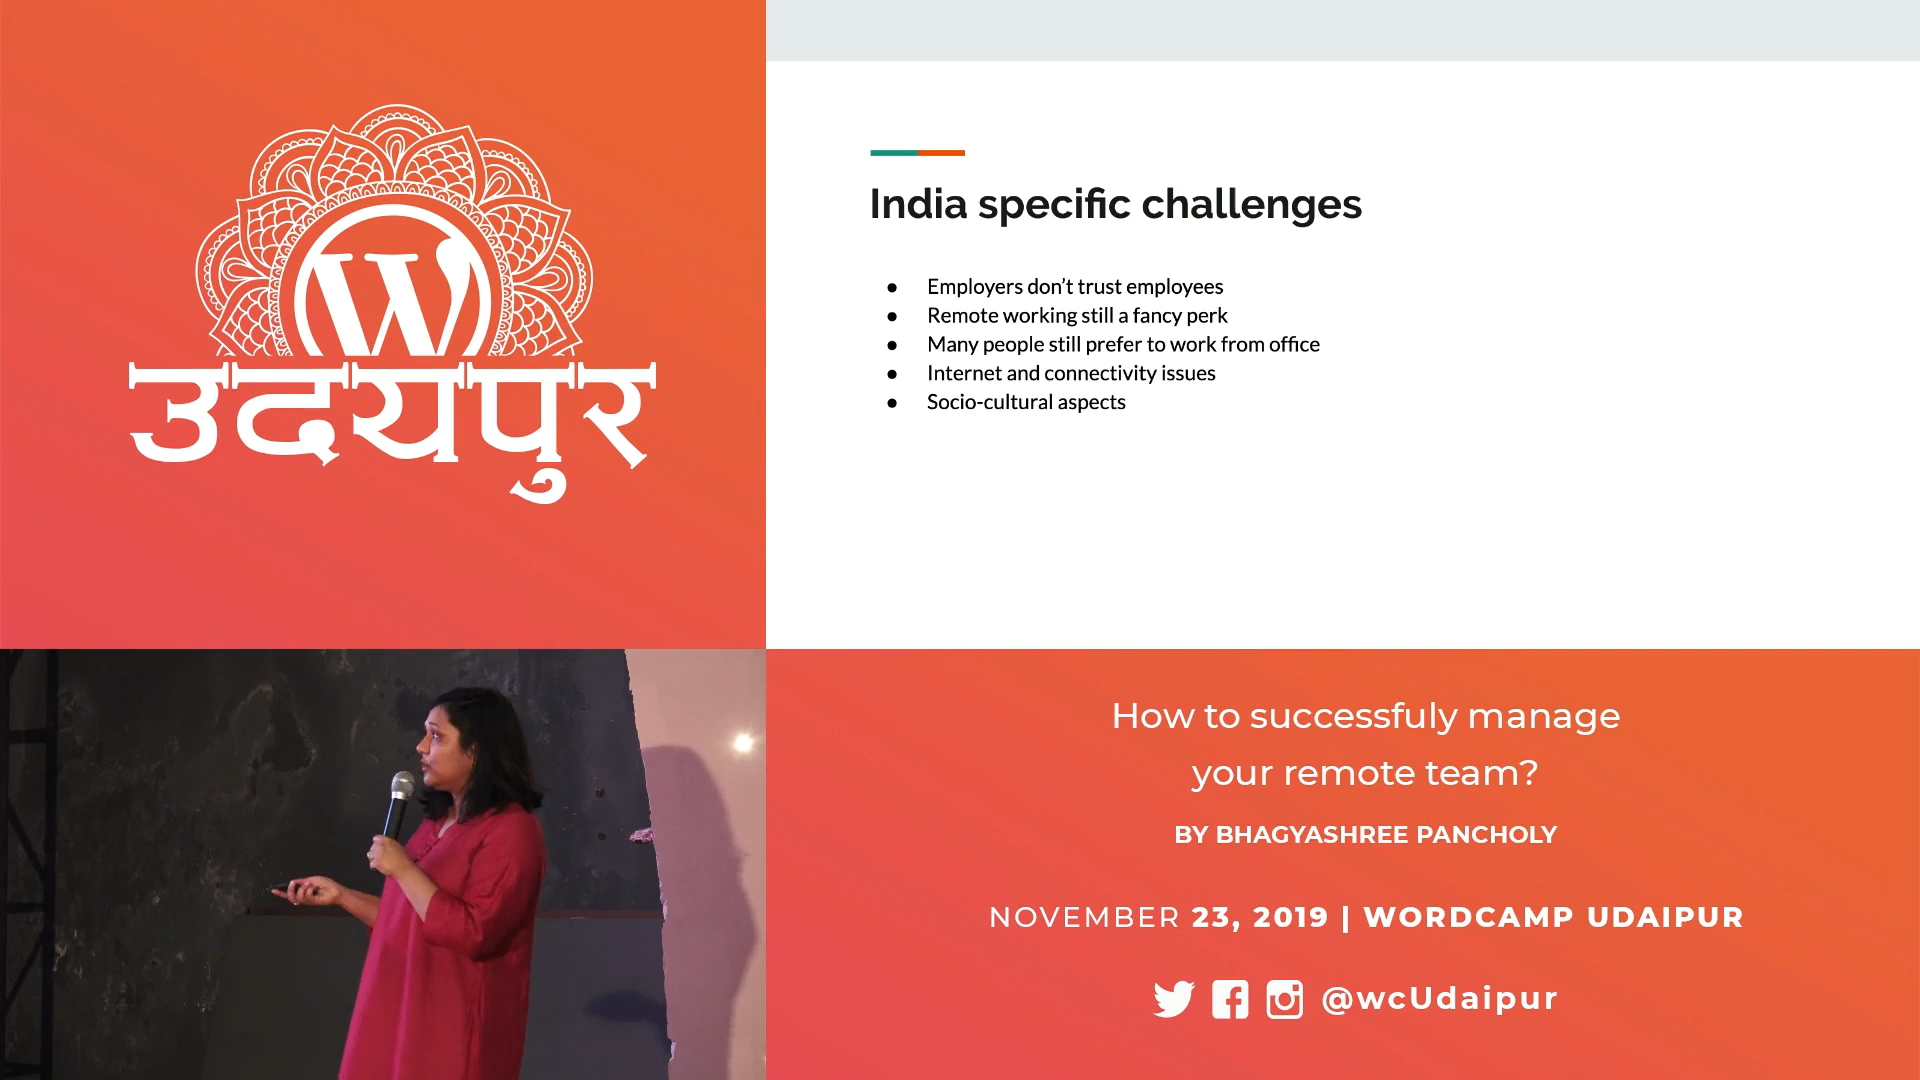 W
उदयपुर
India specific challenges
● Employers don’t trust employees
● Remote working still a fancy perk
● Many people still prefer to work from office
● Internet and connectivity issues
● Socio-cultural aspects
How to successfuly manage
your remote team?
BY BHAGYASHREE PANCHOLY
NOVEMBER 23, 2019 | WORDCAMP UDAIPUR
@wcUdaipur